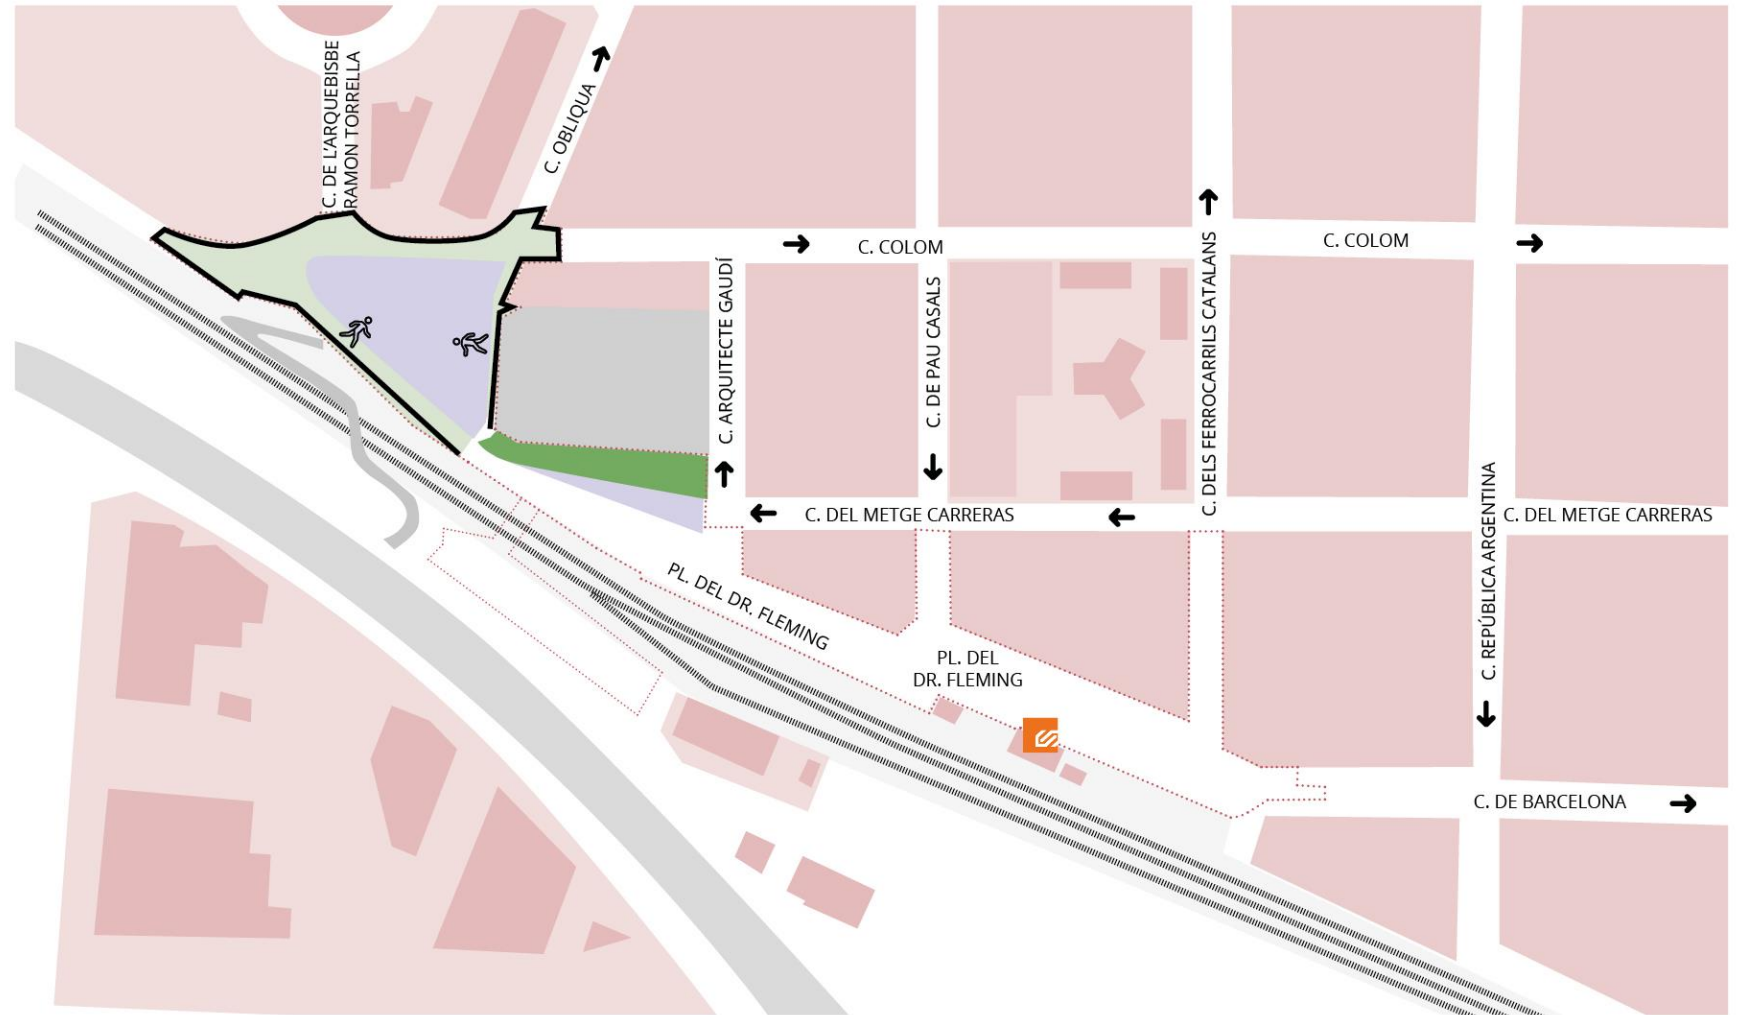 C. DE L'ARQUEBISBE
RAMON TORRELLA
C. OBLIQUA
C. COLOM
C. COLOM
C. ARQUITECTE GAUDÍ
C. DE PAU CASALS
C. DELS FERROCARRILS CATALANS
C. DEL METGE CARRERAS
C. REPÚBLICA ARGENTINA
C. DEL METGE CARRERAS
PL. DEL DR. FLEMING
PL. DEL
DR. FLEMING
C. DE BARCELONA